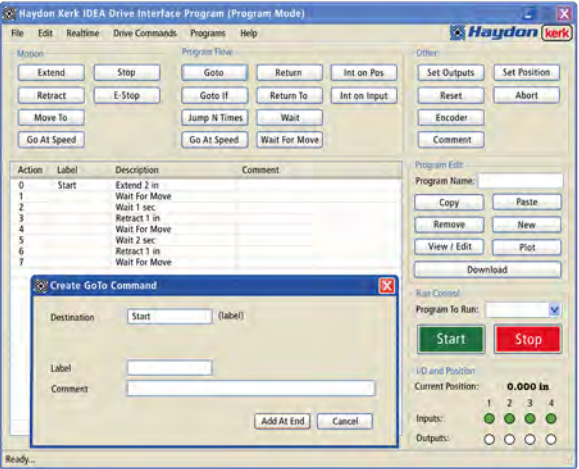 Haydon Kerk IDEA Drive Interface Program (Program Mode)
File Edit Realtime Drive Commands Programs Help
Haydon kerk
Motion
Extend Stop
Retract E-Stop
Move To
Go At Speed
Program Flow
Goto Return Int on Pos
Goto If Return To Int on Input
Jump N Times Wait
Go At Speed Wait For Move
Other
Set Outputs Set Position
Reset Abort
Encoder
Comment
Action Label Description Comment
0 Start Extend 2 in
1 Wait For Move
2 Wait 1 sec
3 Retract 1 in
4 Wait For Move
5 Wait 2 sec
6 Retract 1 in
7 Wait For Move
Program Edit
Program Name:
Copy Paste
Remove New
View / Edit Plot
Download
Run Control
Program To Run:
Start Stop
I/O and Position
Current Position: 0.000 in
1 2 3 4
Inputs:
Outputs:
Create GoTo Command
Destination Start (label)
Label
Comment
Add At End Cancel
Ready...